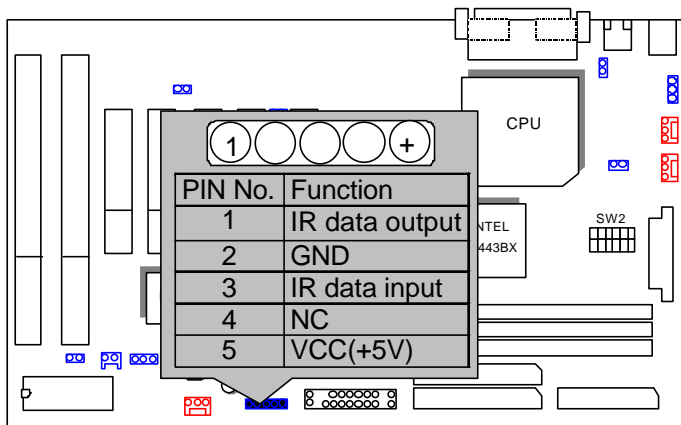 CPU
1 +
PIN No. Function
1 IR data output
2 GND
3 IR data input
4 NC
5 VCC(+5V)
NTEL
443BX
SW2